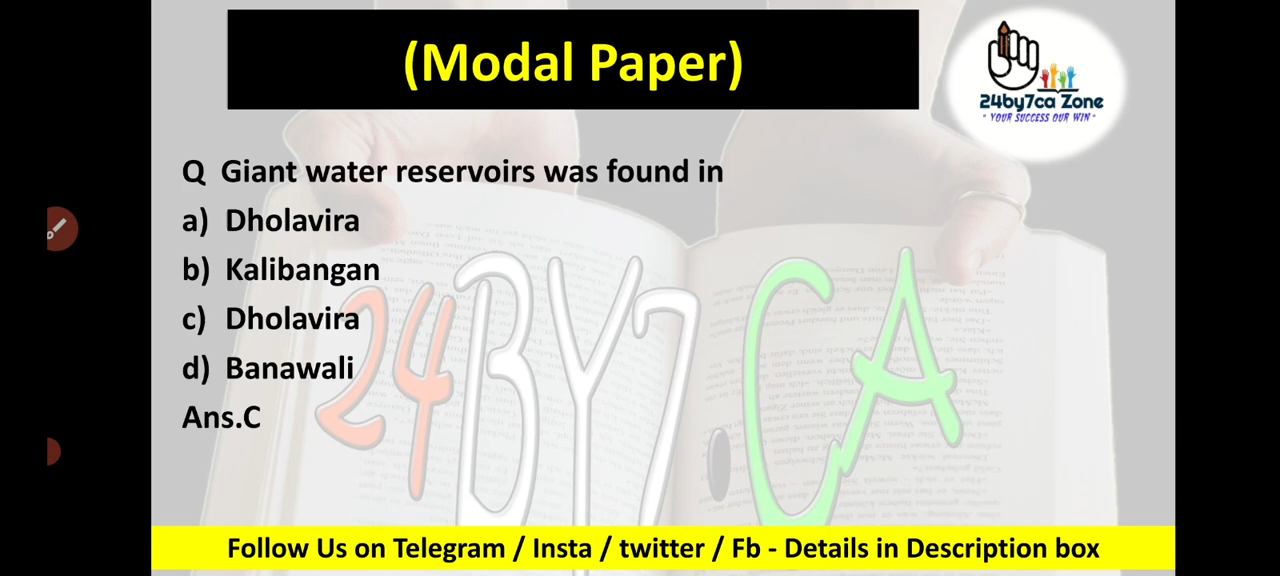 (Modal Paper)
24by7ca Zone
" YOUR SUCCESS OUR WIN "
Q Giant water reservoirs was found in
a) Dholavira
b) Kalibangan
c) Dholavira
d) Banawali
Ans.C
24BY7.CA
Follow Us on Telegram / Insta / twitter / Fb - Details in Description box